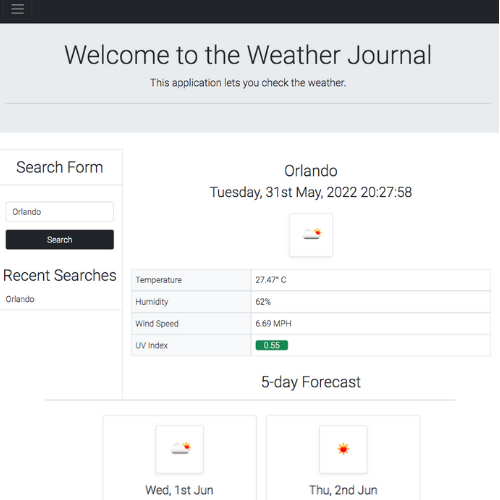 Welcome to the Weather Journal
This application lets you check the weather.
Search Form
Orlando
Search
Recent Searches
Orlando
Orlando
Tuesday, 31st May, 2022 20:27:58
Temperature 27.47° C
Humidity 62%
Wind Speed 6.69 MPH
UV Index 0.55
5-day Forecast
Wed, 1st Jun
Thu, 2nd Jun